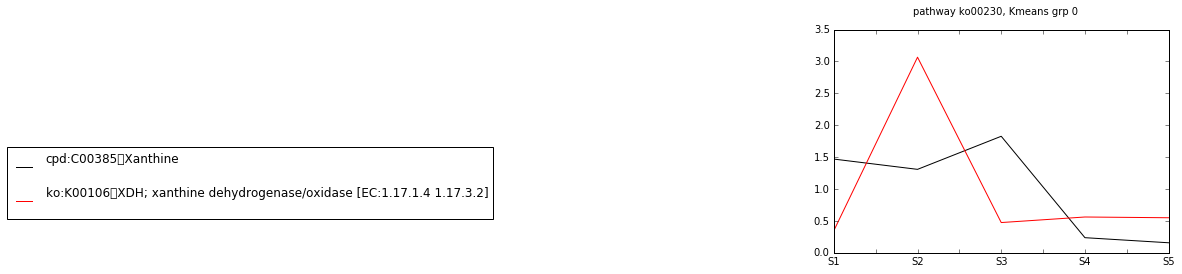 pathway ko00230, Kmeans grp 0
3.5
3.0
2.5
2.0
1.5
1.0
0.5
0.0
S1 S2 S3 S4 S5
cpd:C00385▯Xanthine
ko:K00106▯XDH; xanthine dehydrogenase/oxidase [EC:1.17.1.4 1.17.3.2]